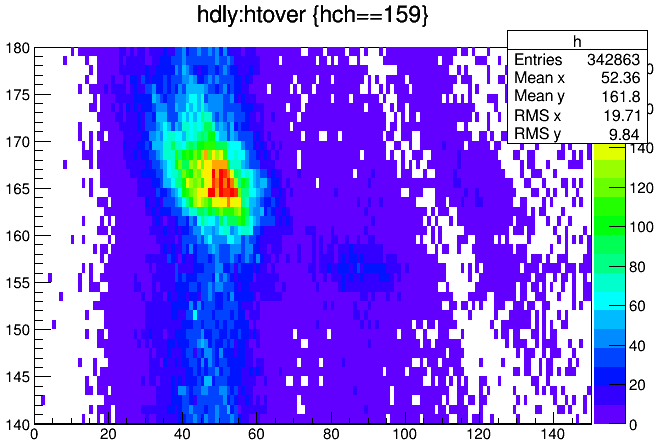 hdly:htover {hch==159}
h
Entries 342863
Mean x 52.36
Mean y 161.8
RMS x 19.71
RMS y 9.84
180
175
170
165
160
155
150
145
140
0 20 40 60 80 100 120 140
140
120
100
80
60
40
20
0